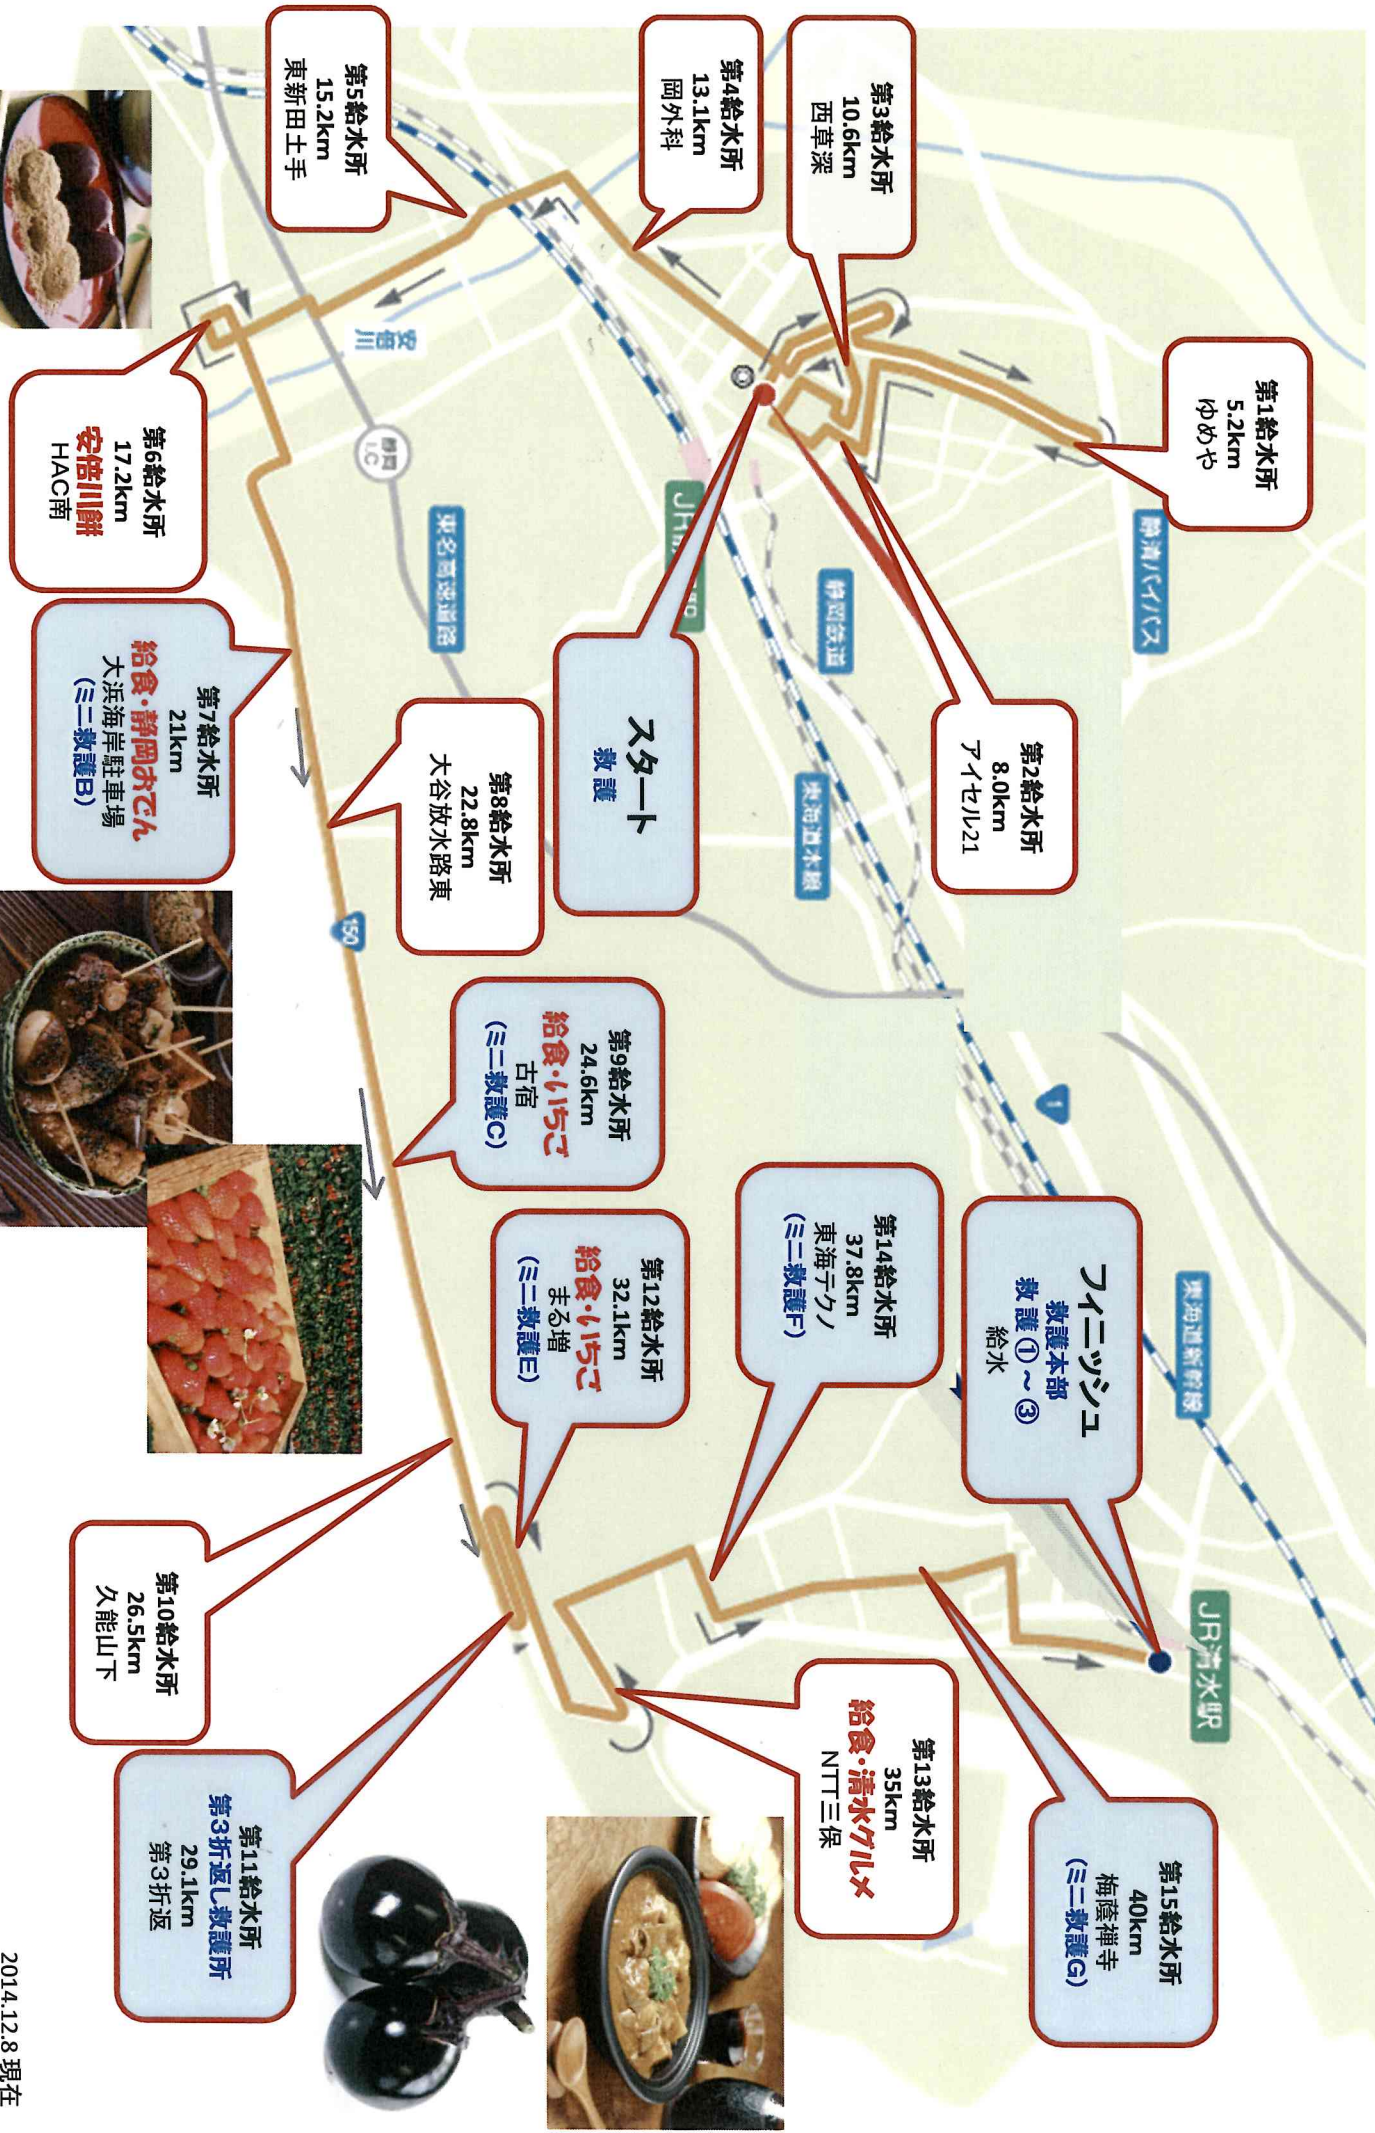 第1給水所
5.2km
ゆめや
第2給水所
8.0km
アイセル21
第3給水所
10.6km
西草深
第4給水所
13.1km
岡外科
第5給水所
15.2km
東新田土手
第6給水所
17.2km
安倍川餅
HAC南
第7給水所
21km
給食・静岡おでん
大浜海岸駐車場
(ミニ救護B)
第8給水所
22.8km
大谷放水路東
スタート
救護
第9給水所
24.6km
給食・いちご
古宿
(ミニ救護C)
第10給水所
26.5km
久能山下
第11給水所
第3折返し救護所
29.1km
第3折返
第12給水所
32.1km
給食・いちご
まる増
(ミニ救護E)
第13給水所
35km
給食・清水グルメ
NTT三保
第14給水所
37.8km
東海テクノ
(ミニ救護F)
第15給水所
40km
梅蔭禅寺
(ミニ救護G)
フィニッシュ
救護本部
救護①~③
給水
静清バイパス
静岡鉄道
東海道本線
東名高速道路
静岡
I.C
安倍
川
150
1
東海道新幹線
JR清水駅
2014.12.8 現在